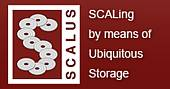 SCALUS
SCALing
by means of
Ubiquitous
Storage